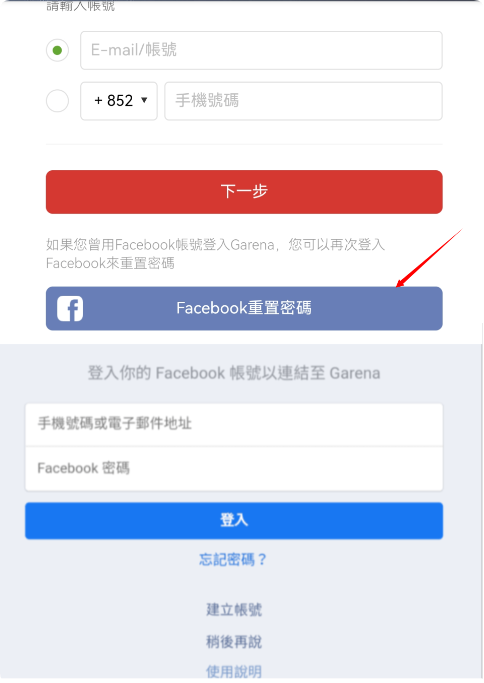 請輸入帳號
E-mail/帳號
+ 852 ▼ 手機號碼
下一步
如果您曾用Facebook帳號登入Garena，您可以再次登入
Facebook來重置密碼
Facebook重置密碼
登入你的 Facebook 帳號以連結至 Garena
手機號碼或電子郵件地址
Facebook 密碼
登入
忘記密碼？
建立帳號
稍後再說
使用說明